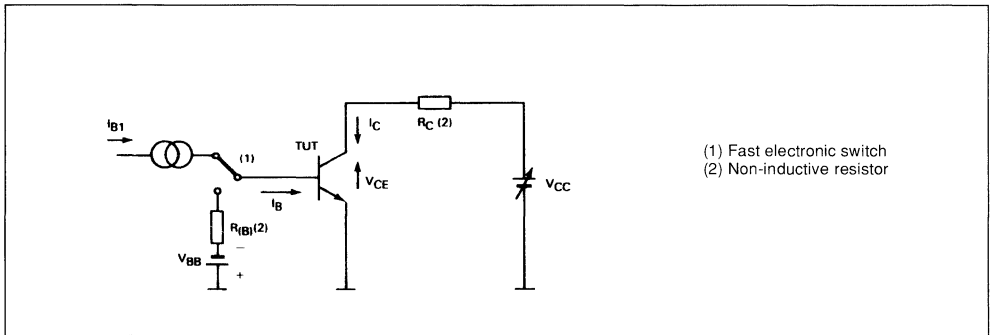 I_B1
(1)
TUT
I_C
R_C (2)
V_CE
I_B
V_CC
R_(B)(2)
V_BB
−
+
(1) Fast electronic switch
(2) Non-inductive resistor